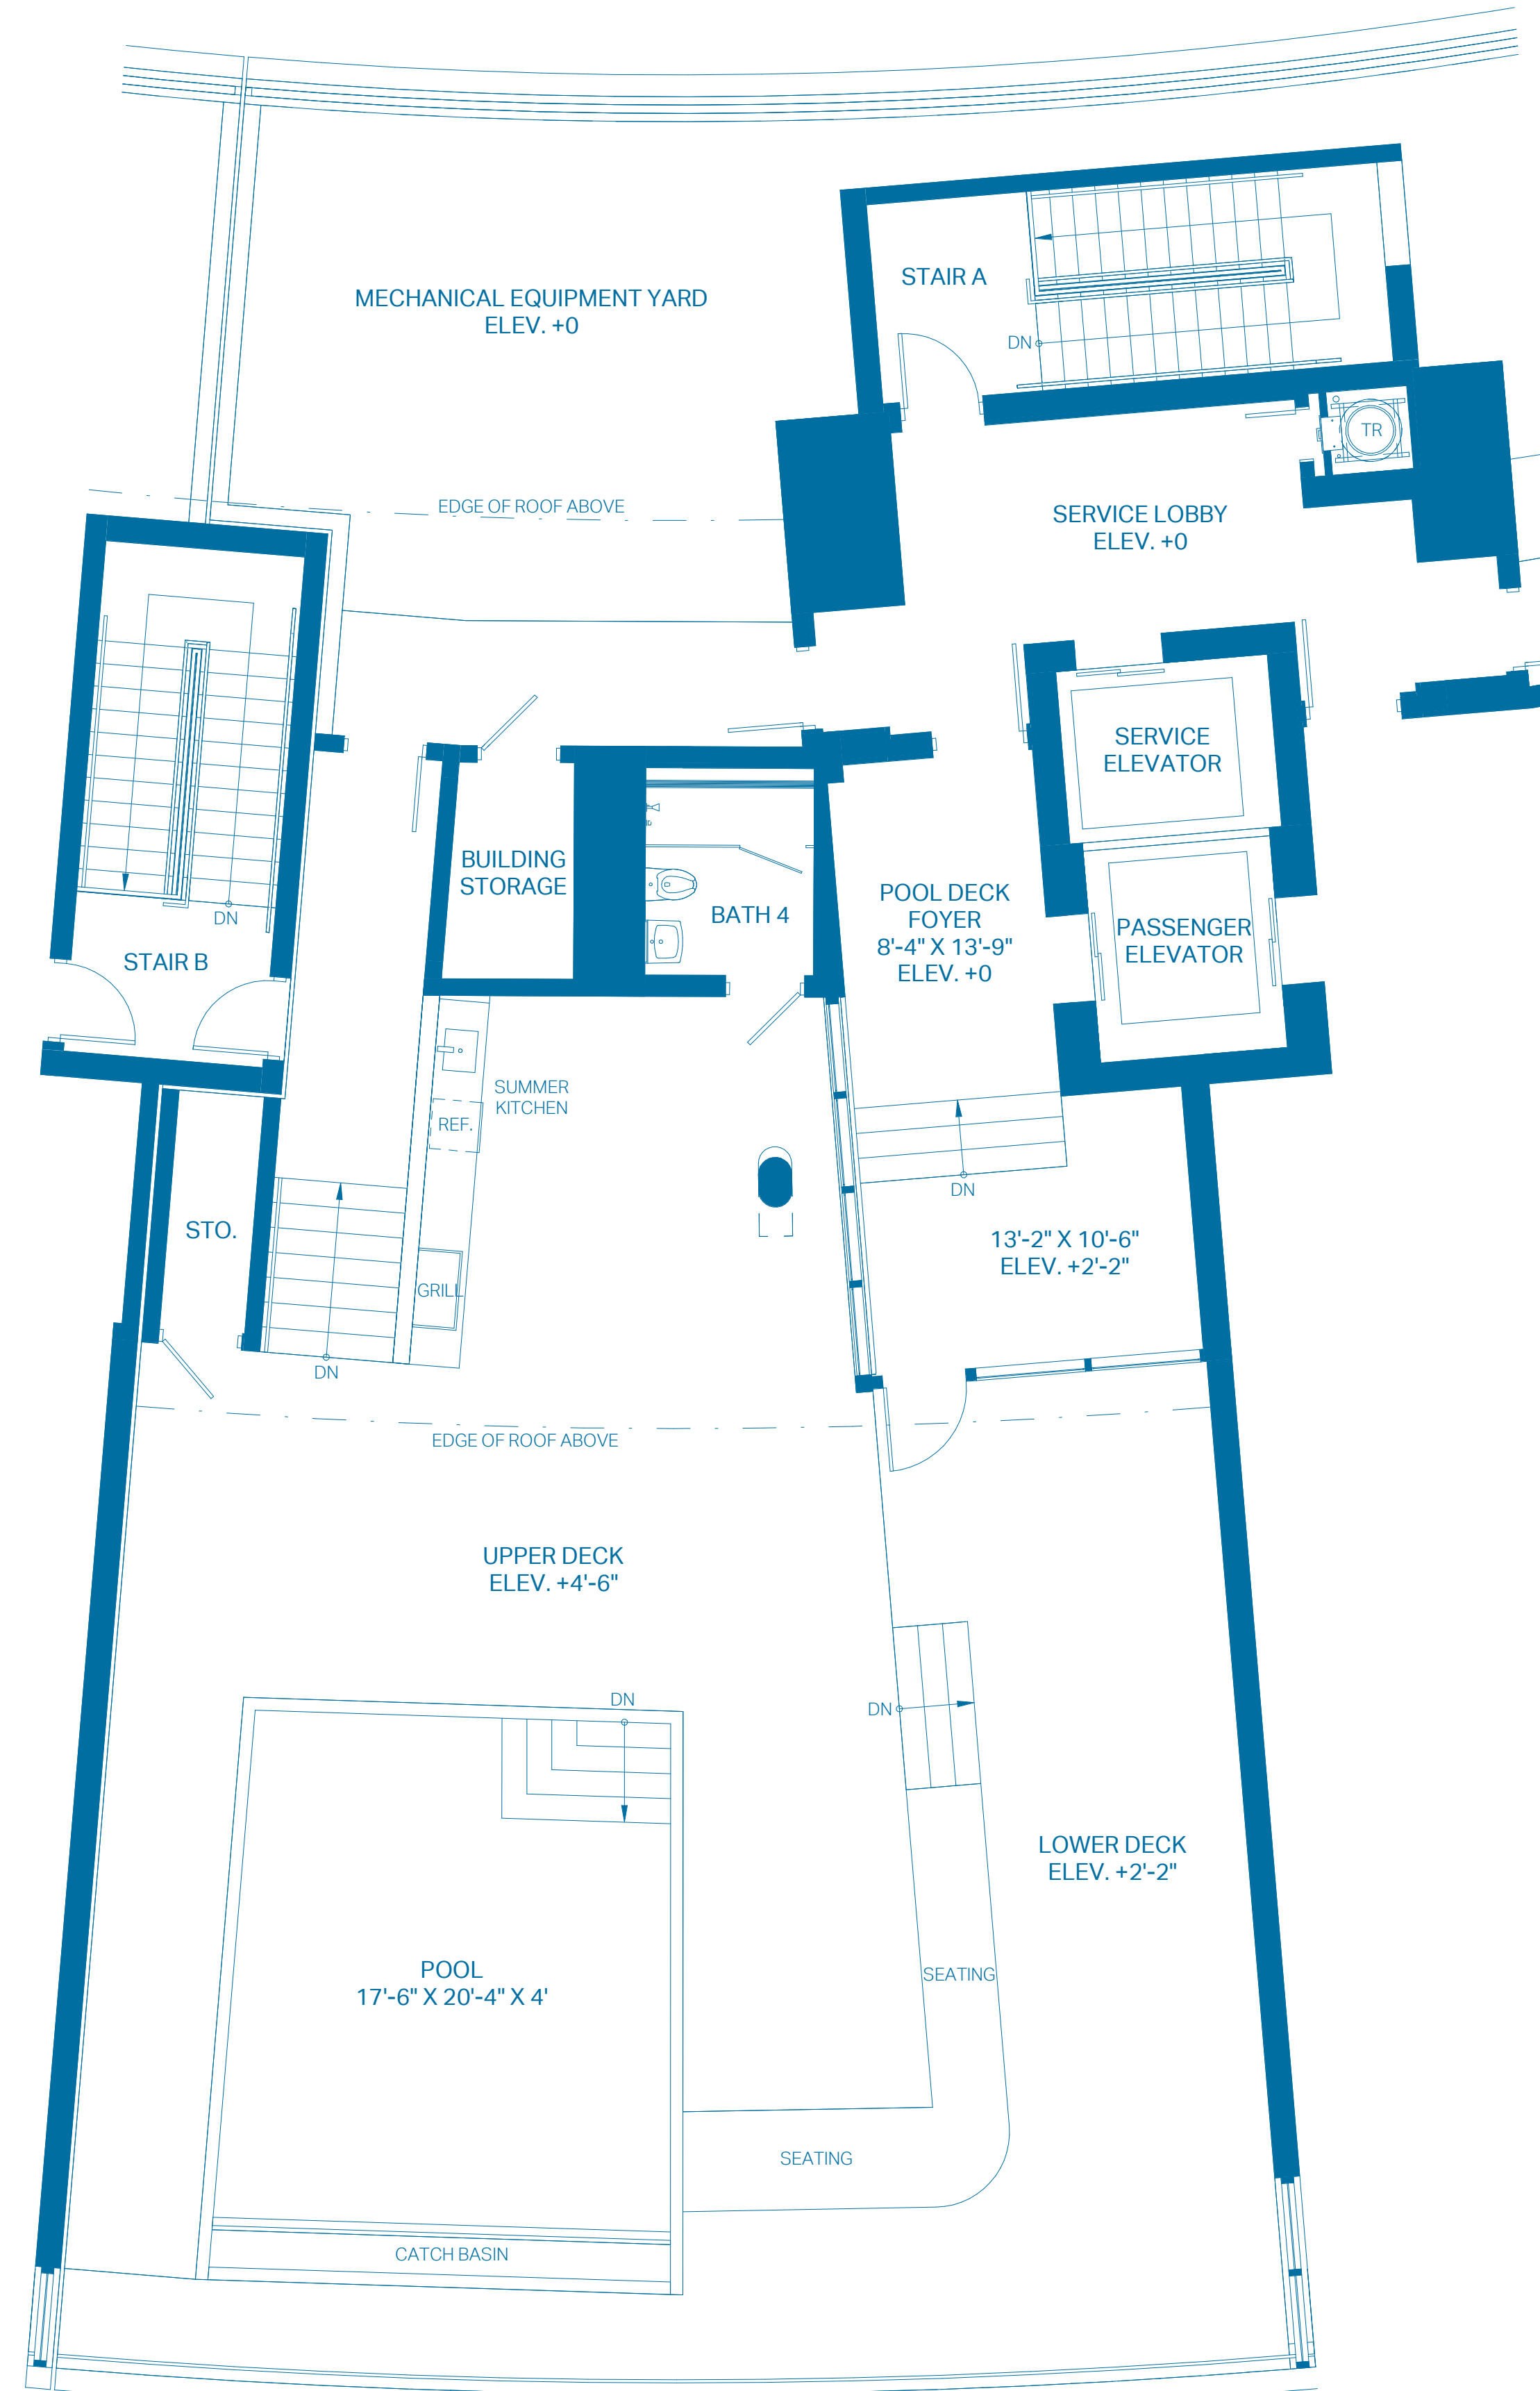 STAIR A
MECHANICAL EQUIPMENT YARD
ELEV. +0
DN
TR
EDGE OF ROOF ABOVE
SERVICE LOBBY
ELEV. +0
SERVICE
ELEVATOR
BUILDING
STORAGE
BATH 4
POOL DECK
FOYER
8'-4" X 13'-9"
ELEV. +0
PASSENGER
ELEVATOR
DN
STAIR B
SUMMER
KITCHEN
REF.
DN
STO.
13'-2" X 10'-6"
ELEV. +2'-2"
GRILL
DN
EDGE OF ROOF ABOVE
UPPER DECK
ELEV. +4'-6"
DN
DN
LOWER DECK
ELEV. +2'-2"
POOL
17'-6" X 20'-4" X 4'
SEATING
SEATING
CATCH BASIN